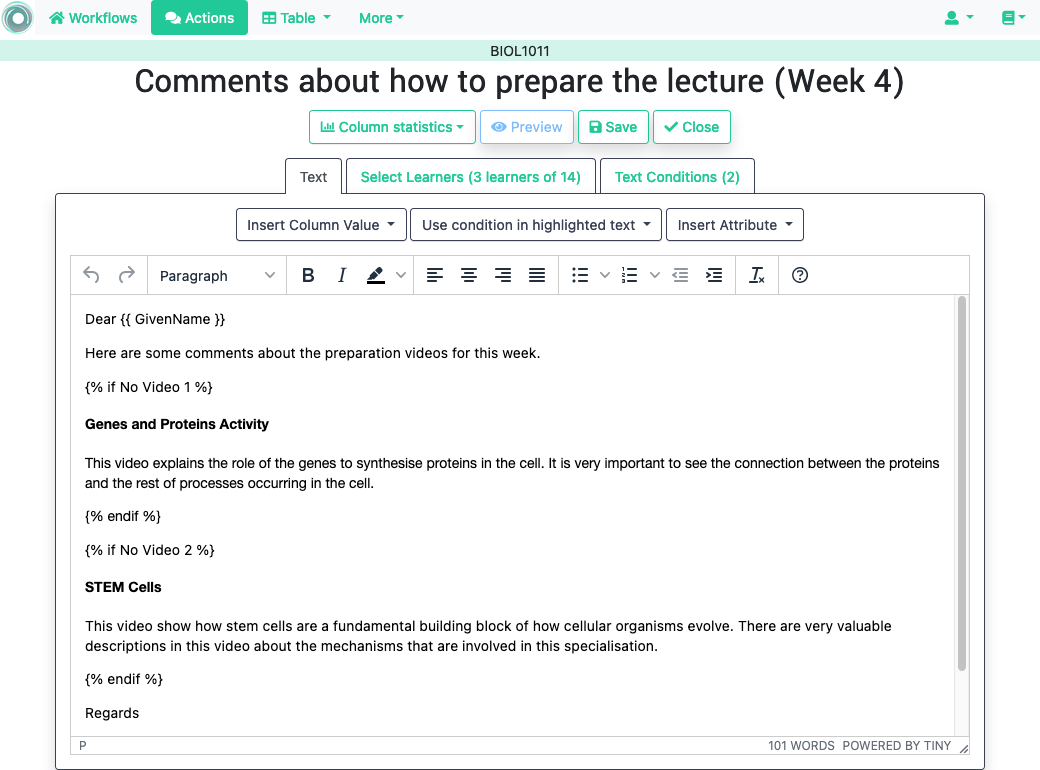 Workflows Actions Table More
BIOL1011
Comments about how to prepare the lecture (Week 4)
Column statistics Preview Save Close
Text Select Learners (3 learners of 14) Text Conditions (2)
Insert Column Value Use condition in highlighted text Insert Attribute
Paragraph B I
Dear {{ GivenName }}
Here are some comments about the preparation videos for this week.
{% if No Video 1 %}
Genes and Proteins Activity
This video explains the role of the genes to synthesise proteins in the cell. It is very important to see the connection between the proteins
and the rest of processes occurring in the cell.
{% endif %}
{% if No Video 2 %}
STEM Cells
This video show how stem cells are a fundamental building block of how cellular organisms evolve. There are very valuable
descriptions in this video about the mechanisms that are involved in this specialisation.
{% endif %}
Regards
P 101 WORDS POWERED BY TINY